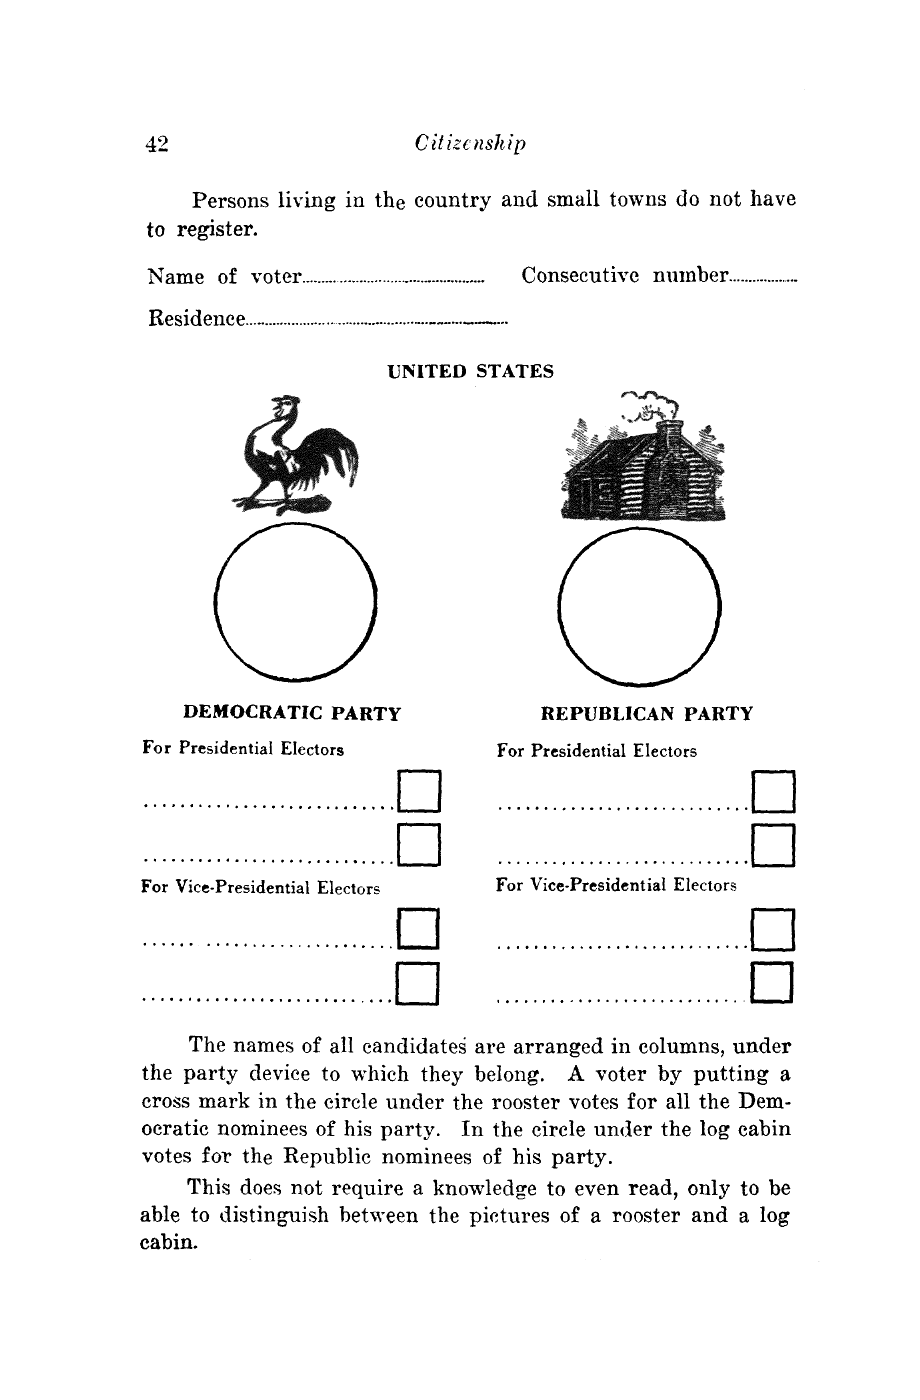 42 Citizenship
Persons living in the country and small towns do not have
to register.
Name of voter.................................... Consecutive number.................
Residence....................................................
UNITED STATES
DEMOCRATIC PARTY REPUBLICAN PARTY
For Presidential Electors For Presidential Electors
............................ ............................
............................ ............................
For Vice-Presidential Electors For Vice-Presidential Electors
............................ ............................
............................ ............................
The names of all candidates are arranged in columns, under
the party device to which they belong. A voter by putting a
cross mark in the circle under the rooster votes for all the Dem-
ocratic nominees of his party. In the circle under the log cabin
votes for the Republic nominees of his party.
This does not require a knowledge to even read, only to be
able to distinguish between the pictures of a rooster and a log
cabin.